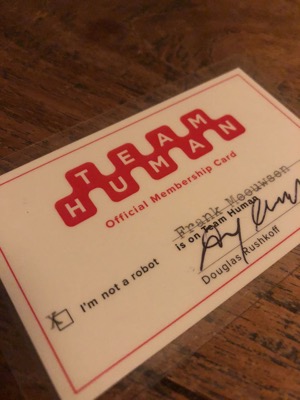 TEAM
HUMAN
Official Membership Card
Frank Meeuwsen
is on Team Human
Douglas Rushkoff
I'm not a robot